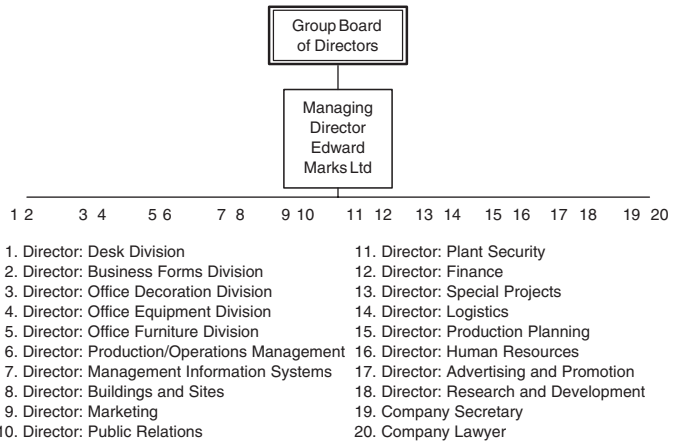 Group Board
of Directors
Managing
Director
Edward
Marks Ltd
1 2 3 4 5 6 7 8 9 10 11 12 13 14 15 16 17 18 19 20
1. Director: Desk Division
2. Director: Business Forms Division
3. Director: Office Decoration Division
4. Director: Office Equipment Division
5. Director: Office Furniture Division
6. Director: Production/Operations Management
7. Director: Management Information Systems
8. Director: Buildings and Sites
9. Director: Marketing
10. Director: Public Relations
11. Director: Plant Security
12. Director: Finance
13. Director: Special Projects
14. Director: Logistics
15. Director: Production Planning
16. Director: Human Resources
17. Director: Advertising and Promotion
18. Director: Research and Development
19. Company Secretary
20. Company Lawyer